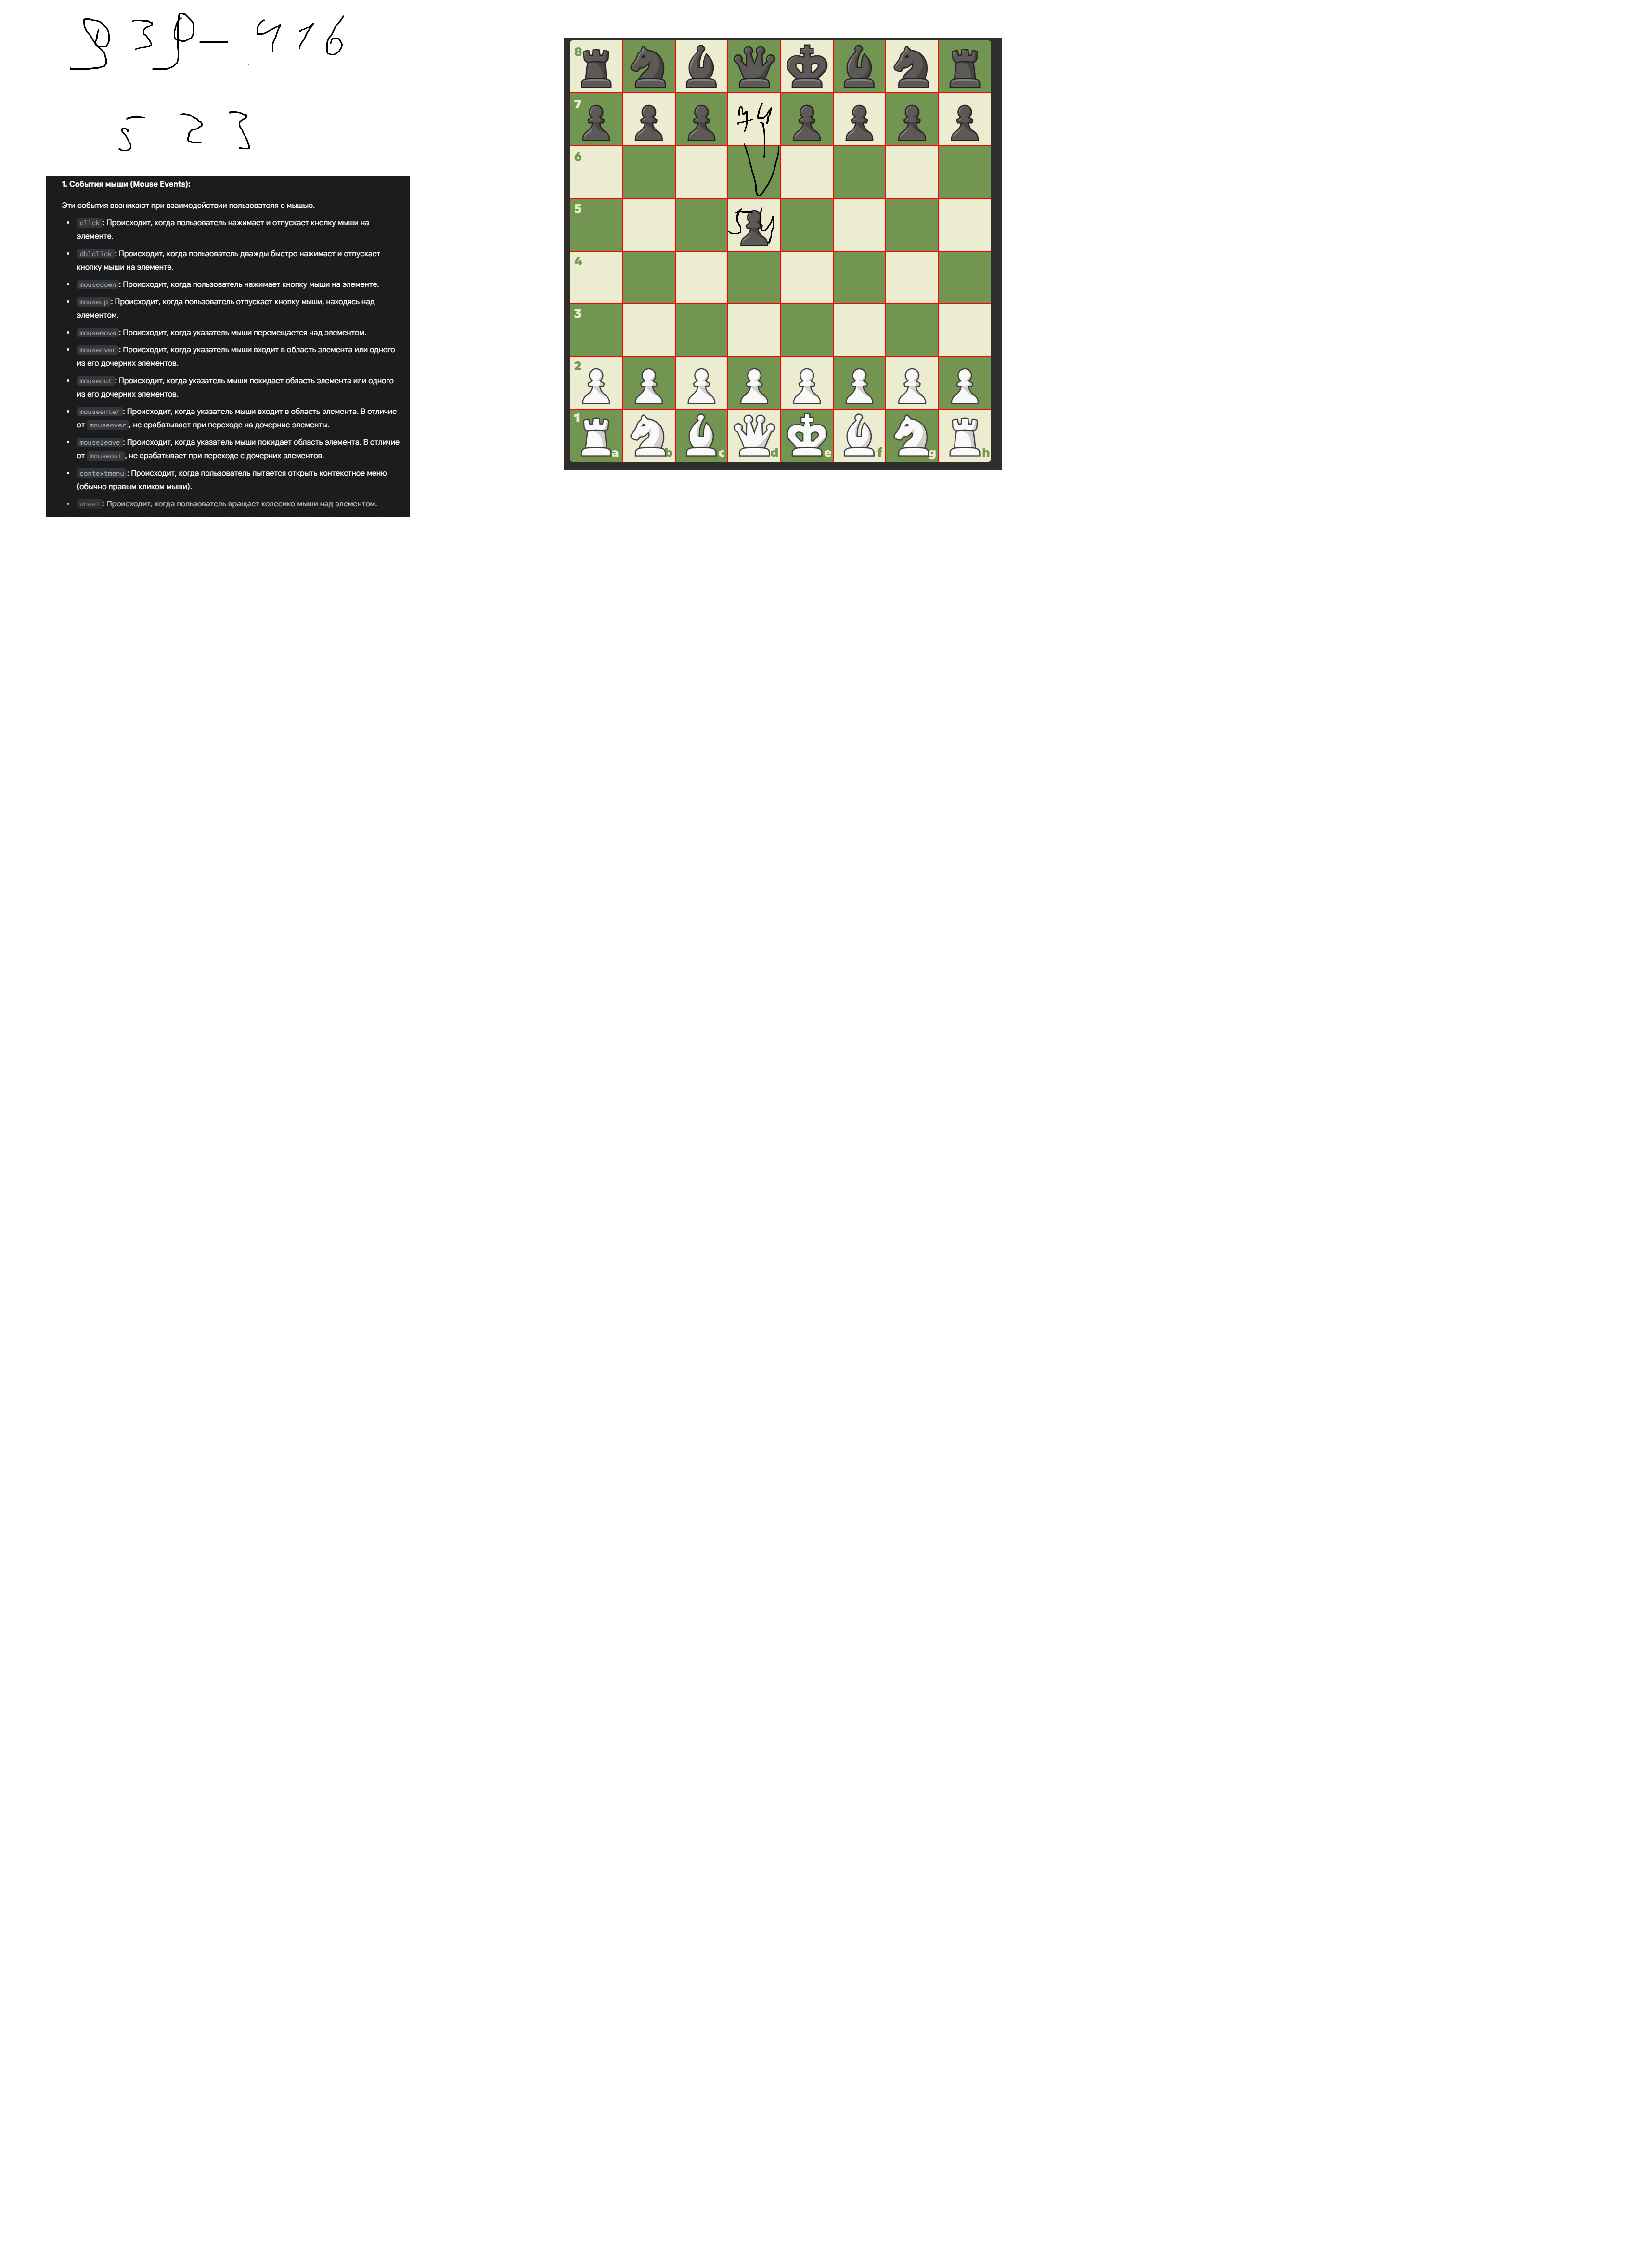 939-416
523
1. События мыши (Mouse Events):
Эти события возникают при взаимодействии пользователя с мышью.
click: Происходит, когда пользователь нажимает и отпускает кнопку мыши на
элементе.
dblclick: Происходит, когда пользователь дважды быстро нажимает и отпускает
кнопку мыши на элементе.
mousedown: Происходит, когда пользователь нажимает кнопку мыши на элементе.
mouseup: Происходит, когда пользователь отпускает кнопку мыши, находясь над
элементом.
mousemove: Происходит, когда указатель мыши перемещается над элементом.
mouseover: Происходит, когда указатель мыши входит в область элемента или одного
из его дочерних элементов.
mouseout: Происходит, когда указатель мыши покидает область элемента или одного
из его дочерних элементов.
mouseenter: Происходит, когда указатель мыши входит в область элемента. В отличие
от mouseover, не срабатывает при переходе на дочерние элементы.
mouseleave: Происходит, когда указатель мыши покидает область элемента. В отличие
от mouseout, не срабатывает при переходе с дочерних элементов.
contextmenu: Происходит, когда пользователь пытается открыть контекстное меню
(обычно правым кликом мыши).
wheel: Происходит, когда пользователь вращает колесико мыши над элементом.
8
7 74
6
5 54
4
3
2
1 a b c d e f g h